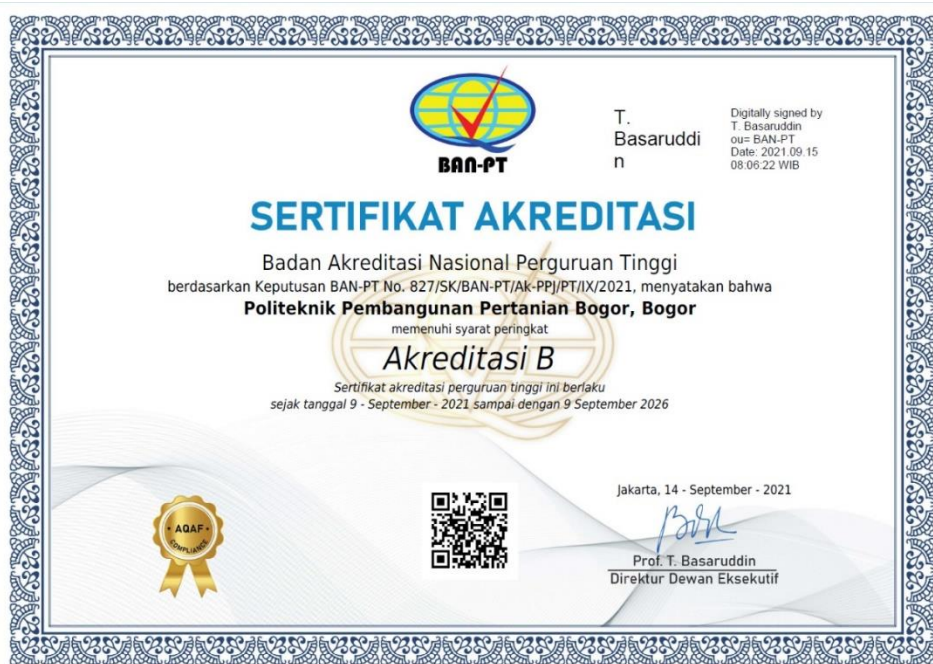 BAN-PT
T.
Basaruddi
n
Digitally signed by
T. Basaruddin
ou= BAN-PT
Date: 2021.09.15
08:06:22 WIB
SERTIFIKAT AKREDITASI
Badan Akreditasi Nasional Perguruan Tinggi
berdasarkan Keputusan BAN-PT No. 827/SK/BAN-PT/Ak-PPJ/PT/IX/2021, menyatakan bahwa
Politeknik Pembangunan Pertanian Bogor, Bogor
memenuhi syarat peringkat
Akreditasi B
Sertifikat akreditasi perguruan tinggi ini berlaku
sejak tanggal 9 - September - 2021 sampai dengan 9 September 2026
AQAF
COMPLIANCE
Jakarta, 14 - September - 2021
Prof. T. Basaruddin
Direktur Dewan Eksekutif